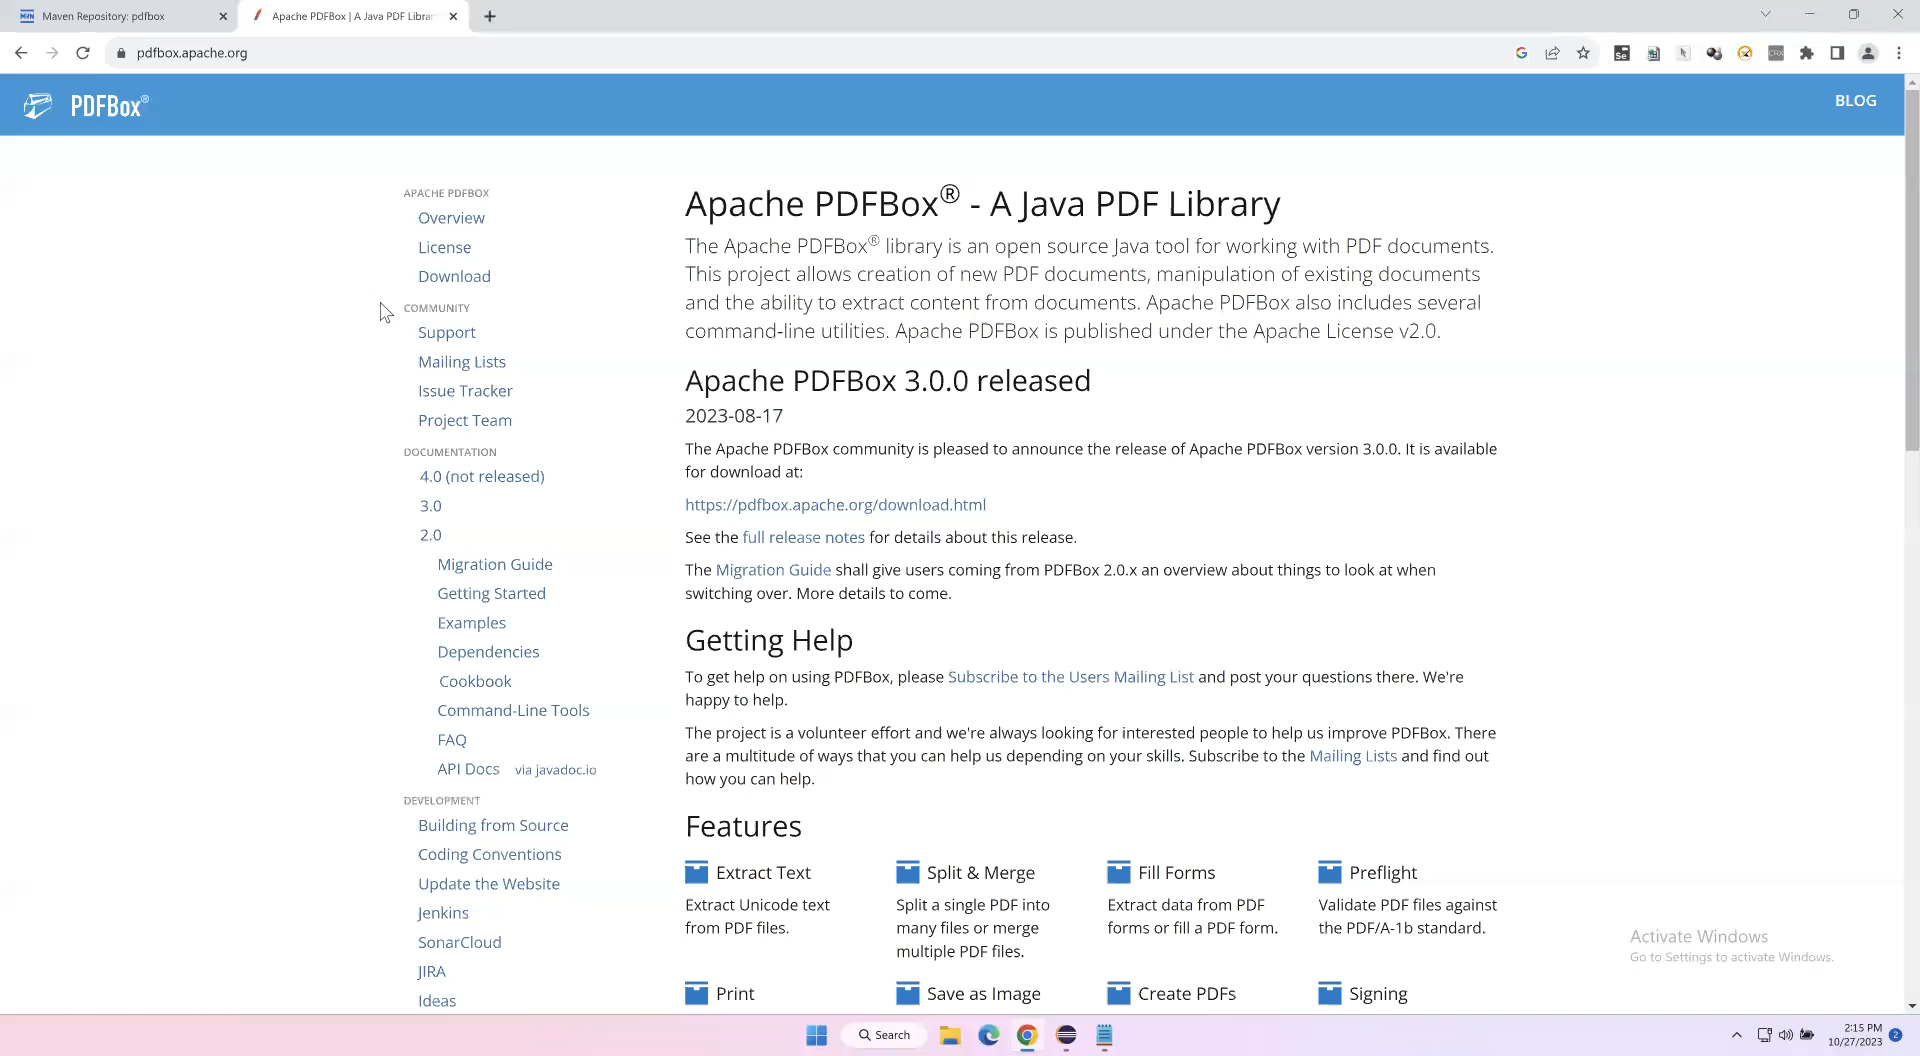 Maven Repository: pdfbox
Apache PDFBox | A Java PDF Librar
pdfbox.apache.org
PDFBox®
BLOG
APACHE PDFBOX
Overview
License
Download
COMMUNITY
Support
Mailing Lists
Issue Tracker
Project Team
DOCUMENTATION
4.0 (not released)
3.0
2.0
Migration Guide
Getting Started
Examples
Dependencies
Cookbook
Command-Line Tools
FAQ
API Docs via javadoc.io
DEVELOPMENT
Building from Source
Coding Conventions
Update the Website
Jenkins
SonarCloud
JIRA
Ideas
Apache PDFBox® - A Java PDF Library
The Apache PDFBox® library is an open source Java tool for working with PDF documents.
This project allows creation of new PDF documents, manipulation of existing documents
and the ability to extract content from documents. Apache PDFBox also includes several
command-line utilities. Apache PDFBox is published under the Apache License v2.0.
Apache PDFBox 3.0.0 released
2023-08-17
The Apache PDFBox community is pleased to announce the release of Apache PDFBox version 3.0.0. It is available
for download at:
https://pdfbox.apache.org/download.html
See the full release notes for details about this release.
The Migration Guide shall give users coming from PDFBox 2.0.x an overview about things to look at when
switching over. More details to come.
Getting Help
To get help on using PDFBox, please Subscribe to the Users Mailing List and post your questions there. We're
happy to help.
The project is a volunteer effort and we're always looking for interested people to help us improve PDFBox. There
are a multitude of ways that you can help us depending on your skills. Subscribe to the Mailing Lists and find out
how you can help.
Features
Extract Text
Extract Unicode text
from PDF files.
Split & Merge
Split a single PDF into
many files or merge
multiple PDF files.
Fill Forms
Extract data from PDF
forms or fill a PDF form.
Preflight
Validate PDF files against
the PDF/A-1b standard.
Print
Save as Image
Create PDFs
Signing
Activate Windows
Go to Settings to activate Windows.
Search
2:15 PM
10/27/2023
2